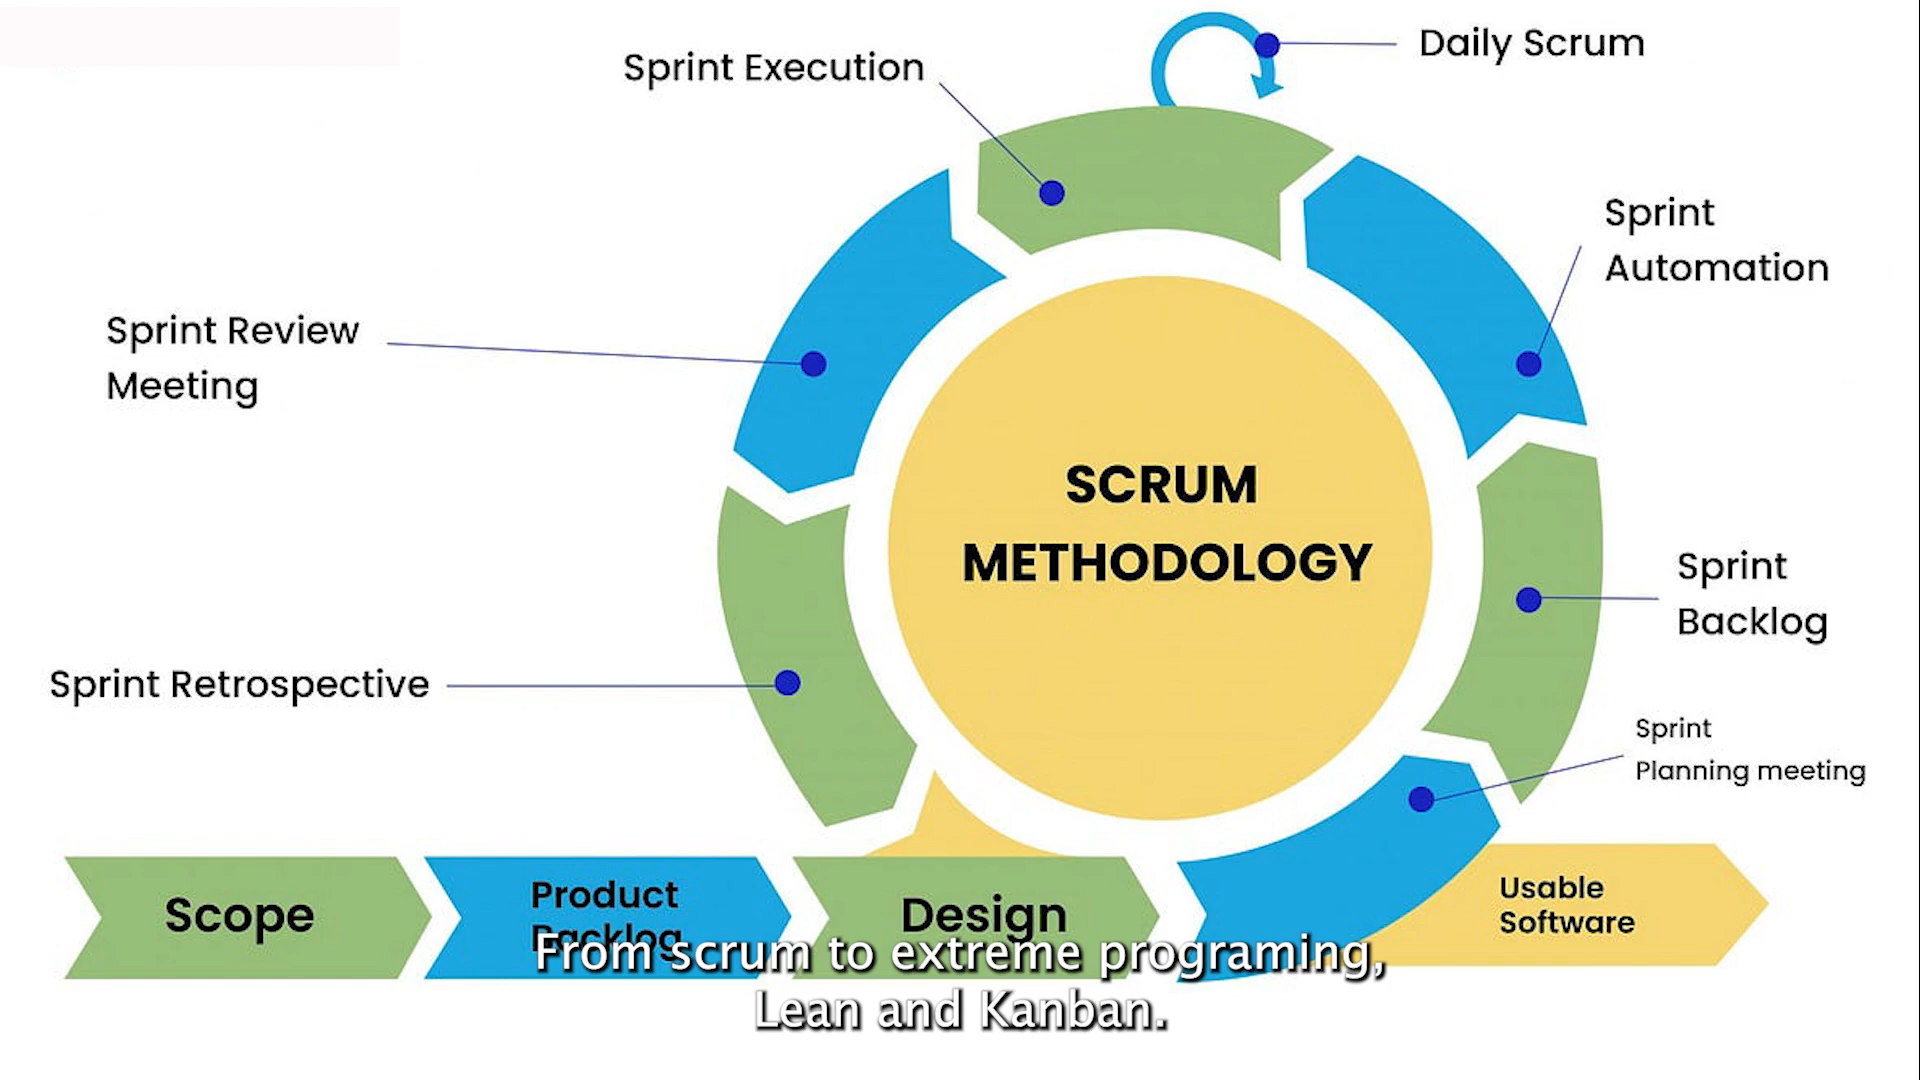 Daily Scrum
Sprint Execution
Sprint
Automation
Sprint Review
Meeting
SCRUM
METHODOLOGY
Sprint
Backlog
Sprint Retrospective
Sprint
Planning meeting
Scope
Product
Backlog
Design
Usable
Software
From scrum to extreme programing,
Lean and Kanban.